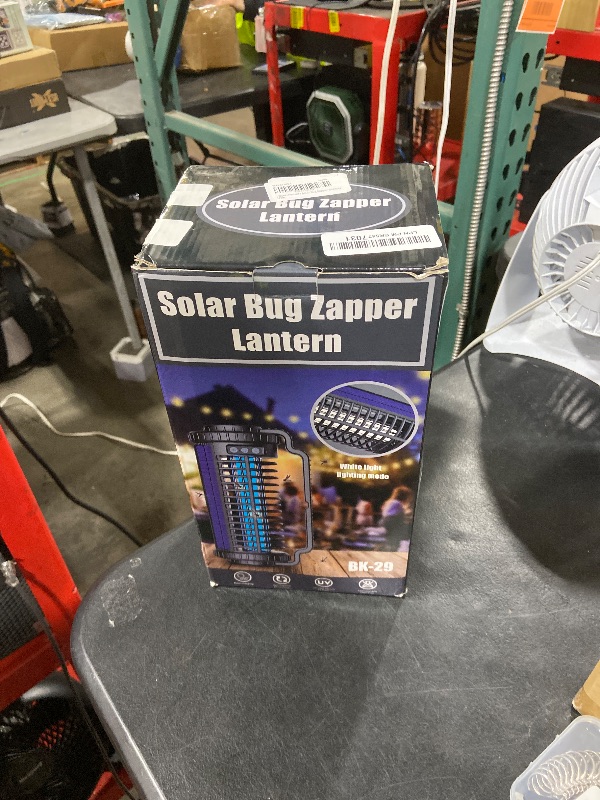 Solar Bug Zapper
Lantern
Solar Bug Zapper
Lantern
White light
lighting mode
BK-29
UV